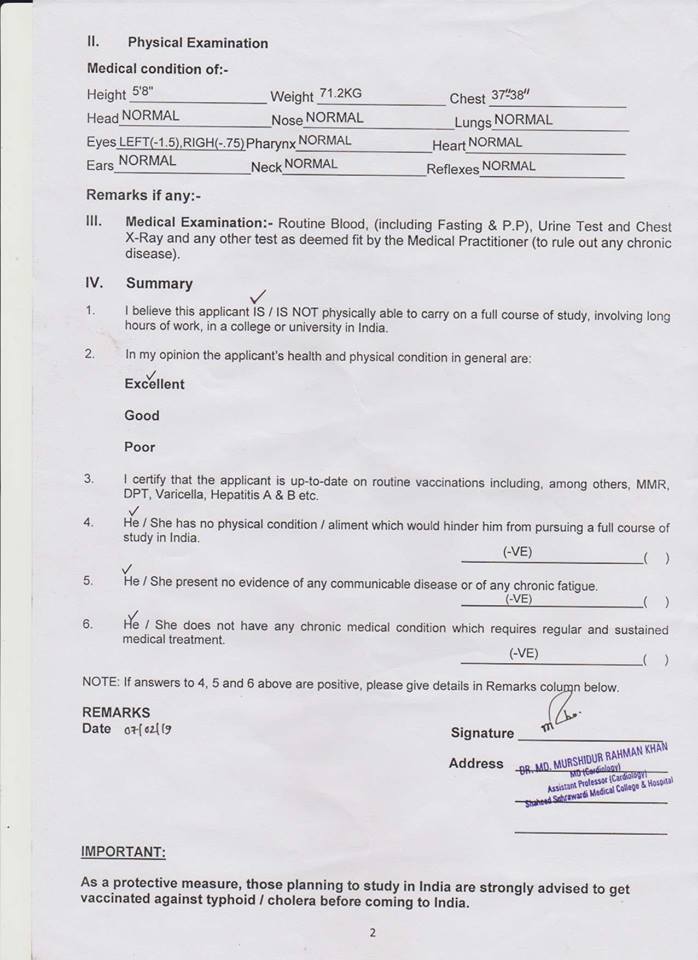 II. Physical Examination
Medical condition of:-
Height 5'8" Weight 71.2KG Chest 37"38"
Head NORMAL Nose NORMAL Lungs NORMAL
Eyes LEFT(-1.5),RIGH(-.75) Pharynx NORMAL Heart NORMAL
Ears NORMAL Neck NORMAL Reflexes NORMAL
Remarks if any:-
III. Medical Examination:- Routine Blood, (including Fasting & P.P), Urine Test and Chest
X-Ray and any other test as deemed fit by the Medical Practitioner (to rule out any chronic
disease).
IV. Summary
1. I believe this applicant IS / IS NOT physically able to carry on a full course of study, involving long
hours of work, in a college or university in India.
2. In my opinion the applicant's health and physical condition in general are:
Excellent
Good
Poor
3. I certify that the applicant is up-to-date on routine vaccinations including, among others, MMR,
DPT, Varicella, Hepatitis A & B etc.
4. He / She has no physical condition / aliment which would hinder him from pursuing a full course of
study in India.
(-VE) ( )
5. He / She present no evidence of any communicable disease or of any chronic fatigue.
(-VE) ( )
6. He / She does not have any chronic medical condition which requires regular and sustained
medical treatment.
(-VE) ( )
NOTE: If answers to 4, 5 and 6 above are positive, please give details in Remarks column below.
REMARKS
Date 07/02/19
Signature
Address DR. MD. MURSHIDUR RAHMAN KHAN
MD (Cardiology)
Assistant Professor (Cardiology)
Shaheed Suhrawardi Medical College & Hospital
IMPORTANT:
As a protective measure, those planning to study in India are strongly advised to get
vaccinated against typhoid / cholera before coming to India.
2